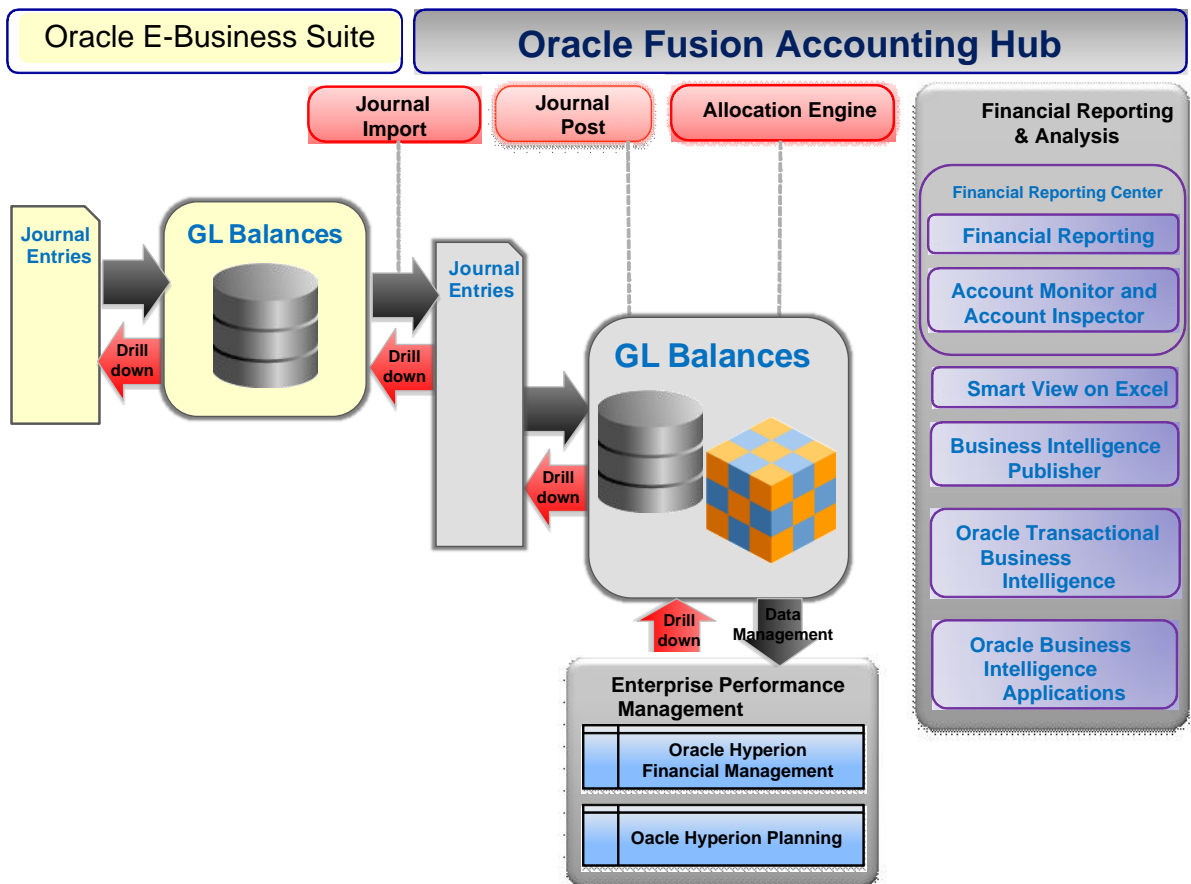 Oracle E-Business Suite
Oracle Fusion Accounting Hub
Journal
Import
Journal
Post
Allocation Engine
Financial Reporting
& Analysis
Financial Reporting Center
Financial Reporting
Account Monitor and
Account Inspector
Smart View on Excel
Business Intelligence
Publisher
Oracle Transactional
Business
Intelligence
Oracle Business
Intelligence
Applications
Journal
Entries
GL Balances
Drill
down
Journal
Entries
Drill
down
GL Balances
Drill
down
Drill
down
Data
Management
Enterprise Performance
Management
Oracle Hyperion
Financial Management
Oacle Hyperion Planning